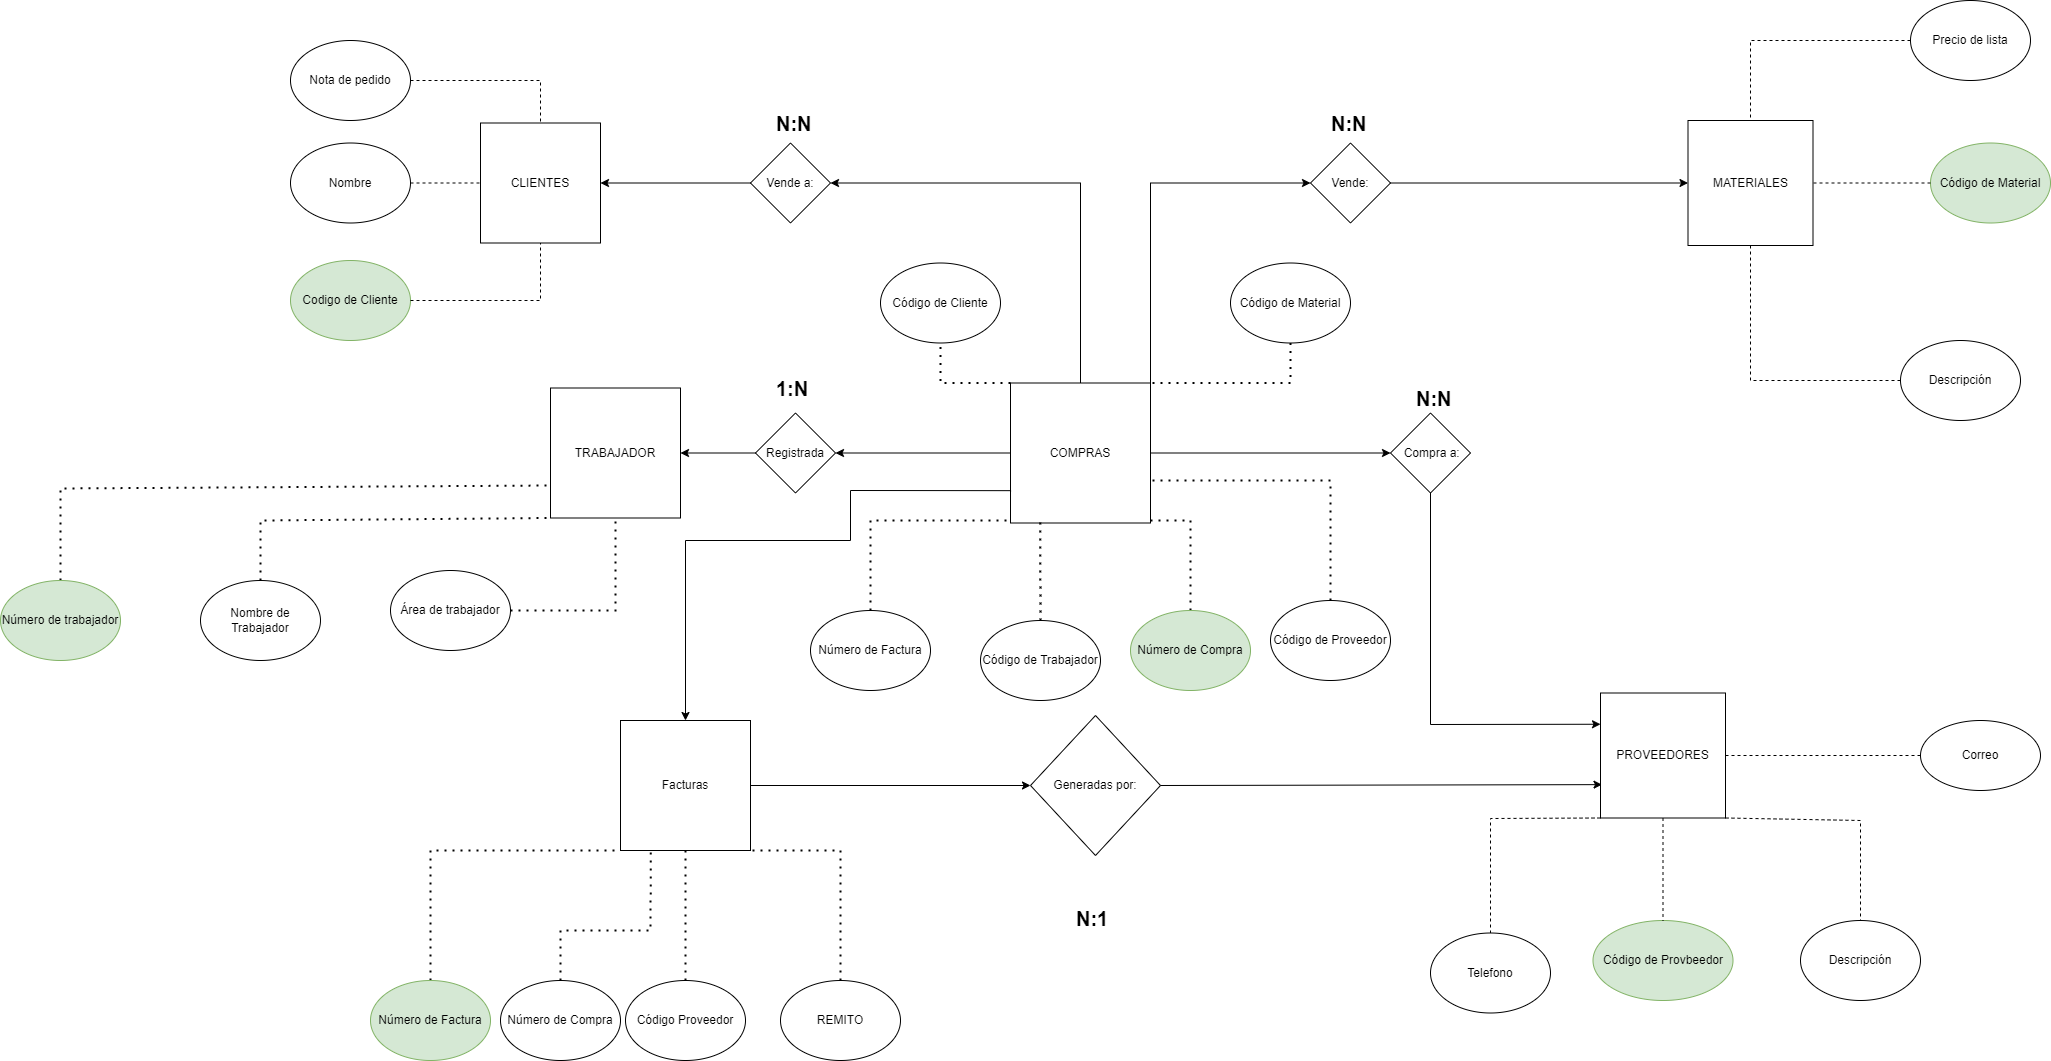 Precio de lista
Nota de pedido
N:N
N:N
Nombre
CLIENTES
Vende a:
Vende:
MATERIALES
Código de Material
Codigo de Cliente
Código de Cliente
Código de Material
Descripción
1:N
N:N
TRABAJADOR
Registrada
COMPRAS
Compra a:
Número de trabajador
Nombre de
Trabajador
Área de trabajador
Número de Factura
Código de Trabajador
Número de Compra
Código de Proveedor
Facturas
Generadas por:
PROVEEDORES
Correo
N:1
Telefono
Código de Provbeedor
Descripción
Número de Factura
Número de Compra
Código Proveedor
REMITO